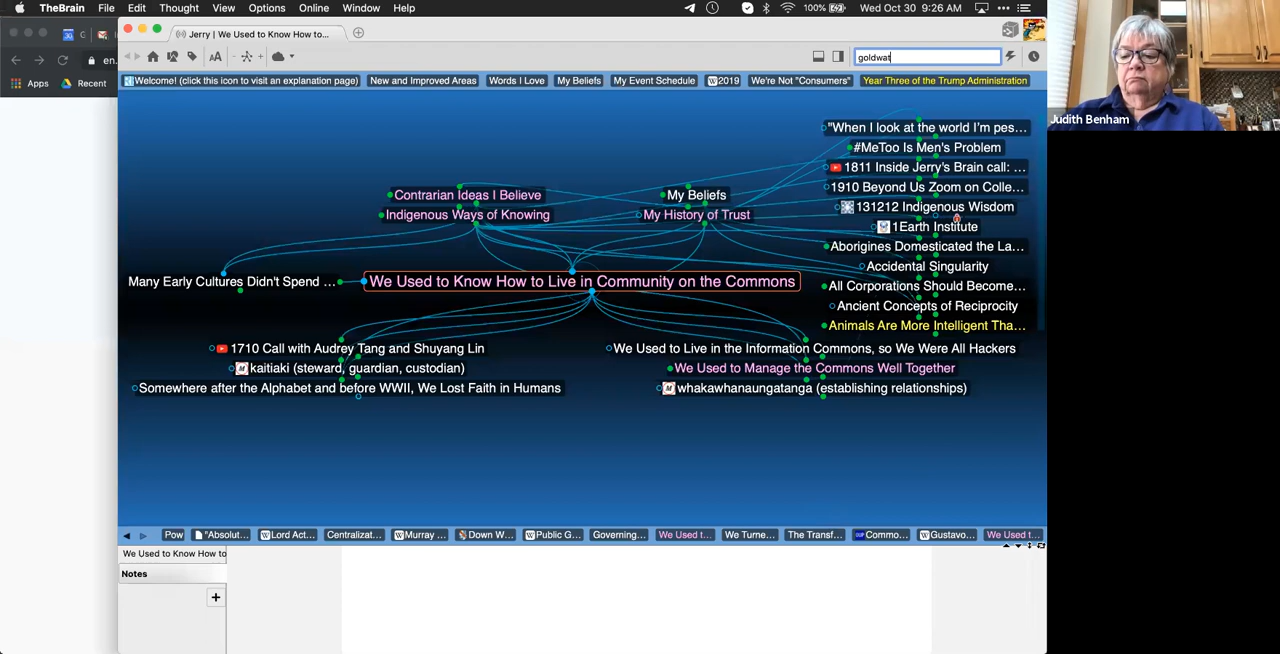 TheBrain File Edit Thought View Options Online Window Help 100% Wed Oct 30 9:26 AM
Jerry | We Used to Know How to...
en.
goldwat
Apps Recent
Welcome! (click this icon to visit an explanation page) New and Improved Areas Words I Love My Beliefs My Event Schedule 2019 We're Not "Consumers" Year Three of the Trump Administration
Judith Benham
"When I look at the world I'm pes...
#MeToo Is Men's Problem
1811 Inside Jerry's Brain call: ...
1910 Beyond Us Zoom on Colle...
131212 Indigenous Wisdom
1Earth Institute
Aborigines Domesticated the La...
Accidental Singularity
All Corporations Should Become...
Ancient Concepts of Reciprocity
Animals Are More Intelligent Tha...
Contrarian Ideas I Believe
My Beliefs
Indigenous Ways of Knowing
My History of Trust
Many Early Cultures Didn't Spend ...
We Used to Know How to Live in Community on the Commons
1710 Call with Audrey Tang and Shuyang Lin
kaitiaki (steward, guardian, custodian)
Somewhere after the Alphabet and before WWII, We Lost Faith in Humans
We Used to Live in the Information Commons, so We Were All Hackers
We Used to Manage the Commons Well Together
whakawhanaungatanga (establishing relationships)
Pow "Absolut... Lord Act... Centralizat... Murray ... Down W... Public G... Governing... We Used t... We Turne... The Transf... Commo... Gustavo... We Used t...
We Used to Know How to
Notes